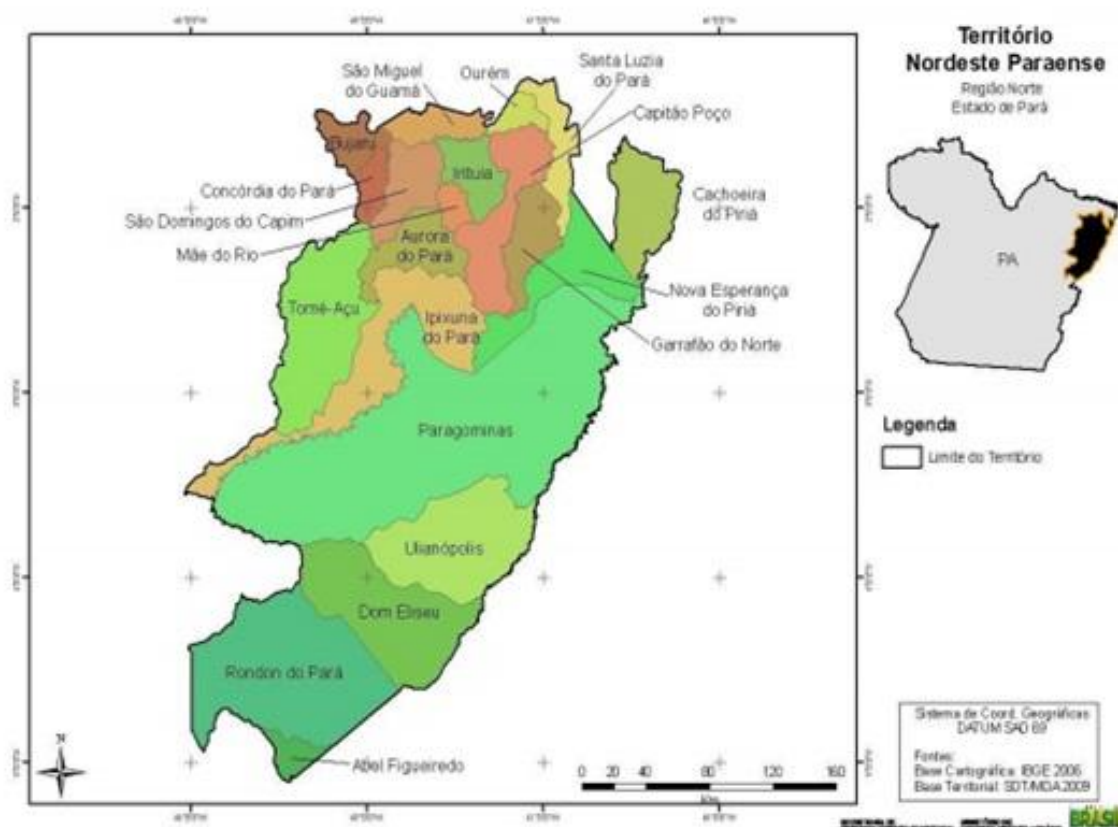 Território
Nordeste Paraense
Região Norte
Estado de Pará
São Miguel
do Guamá
Ourém
Santa Luzia
do Pará
Capitão Poço
Bujaru
Irituia
Concórdia do Pará
Cachoeira
do Piriá
São Domingos do Capim
Mãe do Rio
Aurora
do Pará
PA
Nova Esperança
do Piriá
Tomé-Açu
Ipixuna
do Pará
Garrafão do Norte
Paragominas
Legenda
Limite do Território
Ulianópolis
Dom Eliseu
Rondon do Pará
Abel Figueiredo
N
0 20 40 80 120 160
Km
Sistema de Coord. Geográficas
DATUM SAD 69
Fontes:
Base Cartográfica: IBGE 2006
Base Territorial: SDT/MDA 2009
BRASIL